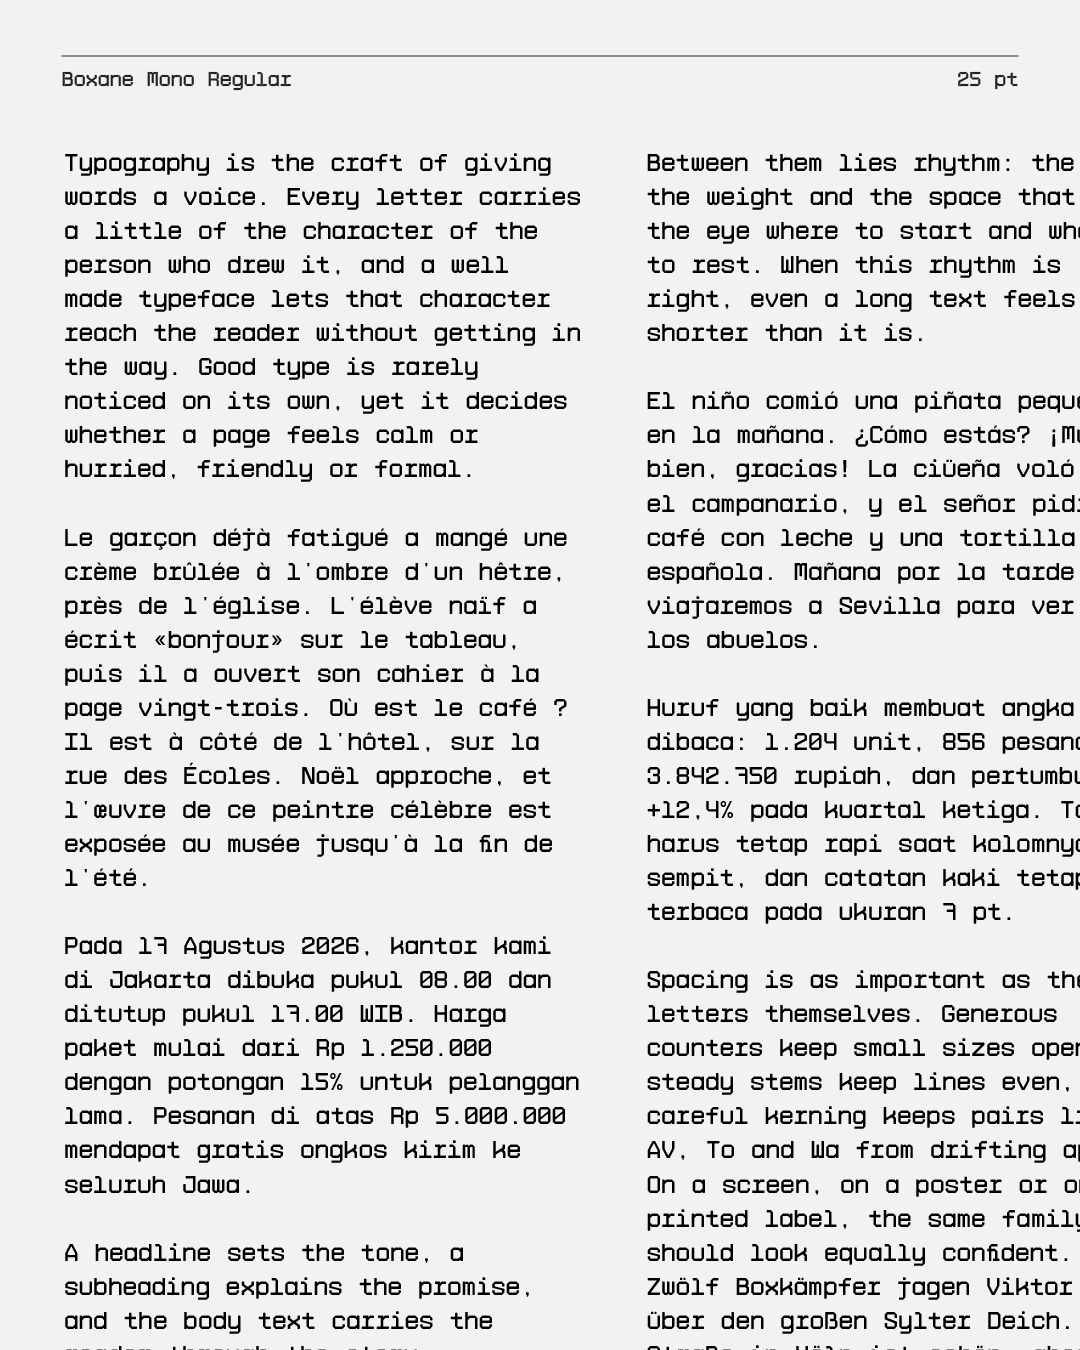 Boxane Mono Regular
25 pt
Typography is the craft of giving
words a voice. Every letter carries
a little of the character of the
person who drew it, and a well
made typeface lets that character
reach the reader without getting in
the way. Good type is rarely
noticed on its own, yet it decides
whether a page feels calm or
hurried, friendly or formal.
Le garçon déjà fatigué a mangé une
crème brûlée à l'ombre d'un hêtre,
près de l'église. L'élève naïf a
écrit «bonjour» sur le tableau,
puis il a ouvert son cahier à la
page vingt-trois. Où est le café ?
Il est à côté de l'hôtel, sur la
rue des Écoles. Noël approche, et
l'œuvre de ce peintre célèbre est
exposée au musée jusqu'à la fin de
l'été.
Pada 17 Agustus 2026, kantor kami
di Jakarta dibuka pukul 08.00 dan
ditutup pukul 17.00 WIB. Harga
paket mulai dari Rp 1.250.000
dengan potongan 15% untuk pelanggan
lama. Pesanan di atas Rp 5.000.000
mendapat gratis ongkos kirim ke
seluruh Jawa.
A headline sets the tone, a
subheading explains the promise,
and the body text carries the
Between them lies rhythm: the
the weight and the space that
the eye where to start and
to rest. When this rhythm is
right, even a long text feels
shorter than it is.
El niño comió una piñata
en la mañana. ¿Cómo estás?
bien, gracias! La ciüeña voló
el campanario, y el señor
café con leche y una tortilla
española. Mañana por la tarde
viajaremos a Sevilla para ver
los abuelos.
Huruf yang baik membuat angka
dibaca: 1.204 unit, 856
3.842.750 rupiah, dan
+12,4% pada kuartal ketiga.
harus tetap rapi saat
sempit, dan catatan kaki tetap
terbaca pada ukuran 7 pt.
Spacing is as important as the
letters themselves. Generous
counters keep small sizes
steady stems keep lines even,
careful kerning keeps pairs
AV, To and Wa from drifting
On a screen, on a poster or
printed label, the same family
should look equally confident.
Zwölf Boxkämpfer jagen Viktor
über den großen Sylter Deich.